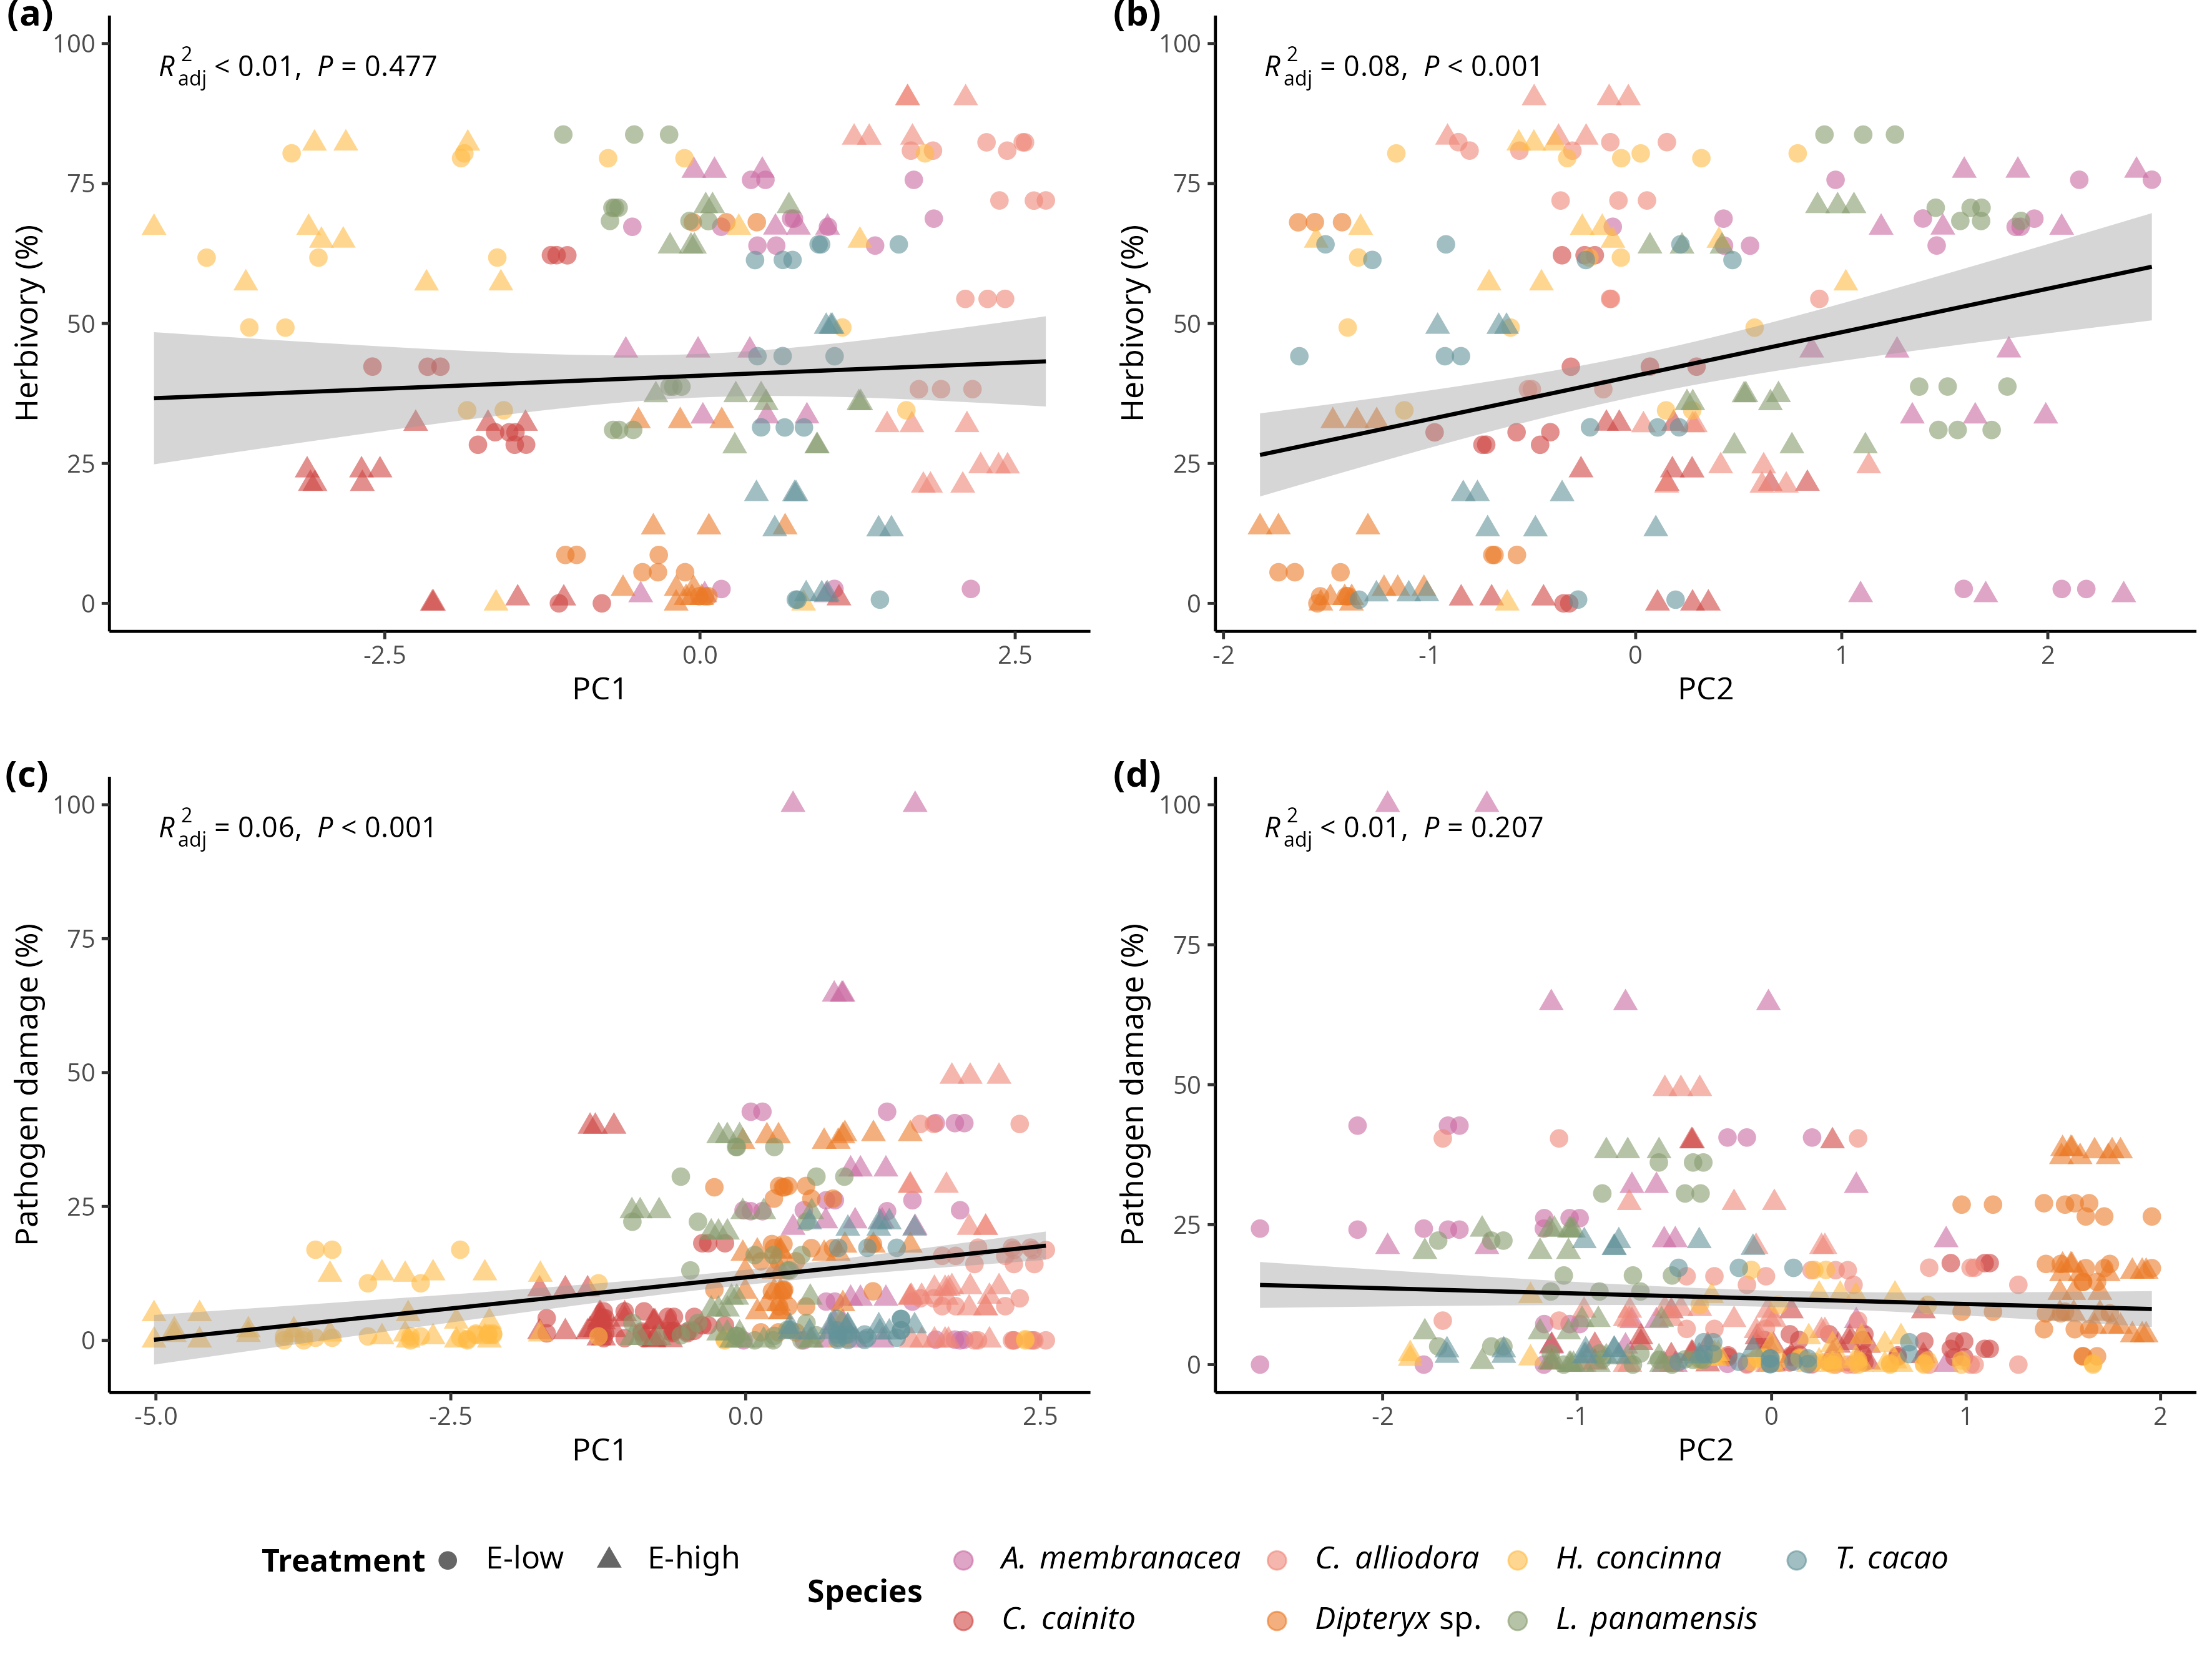 (a)
R²adj < 0.01, P = 0.477
Herbivory (%)
100
75
50
25
0
-2.5
0.0
2.5
PC1
(b)
R²adj = 0.08, P < 0.001
Herbivory (%)
100
75
50
25
0
-2
-1
0
1
2
PC2
(c)
R²adj = 0.06, P < 0.001
Pathogen damage (%)
100
75
50
25
0
-5.0
-2.5
0.0
2.5
PC1
(d)
R²adj < 0.01, P = 0.207
Pathogen damage (%)
100
75
50
25
0
-2
-1
0
1
2
PC2
Treatment
E-low
E-high
Species
A. membranacea
C. alliodora
H. concinna
T. cacao
C. cainito
Dipteryx sp.
L. panamensis